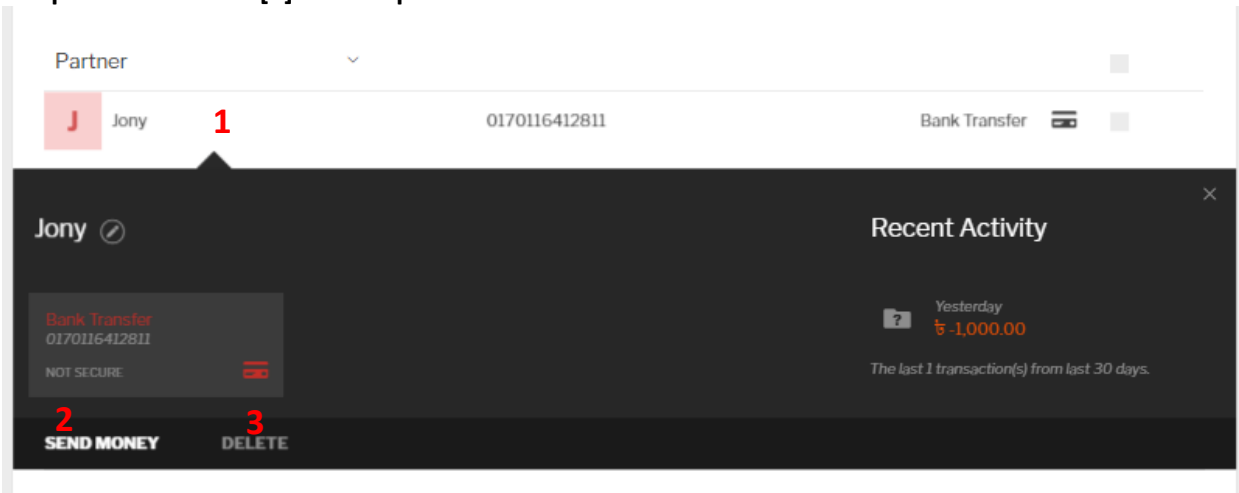 Partner
J Jony 1 0170116412811 Bank Transfer
Jony
Recent Activity
Bank Transfer
0170116412811
NOT SECURE
Yesterday
৳ -1,000.00
The last 1 transaction(s) from last 30 days.
2 3
SEND MONEY DELETE